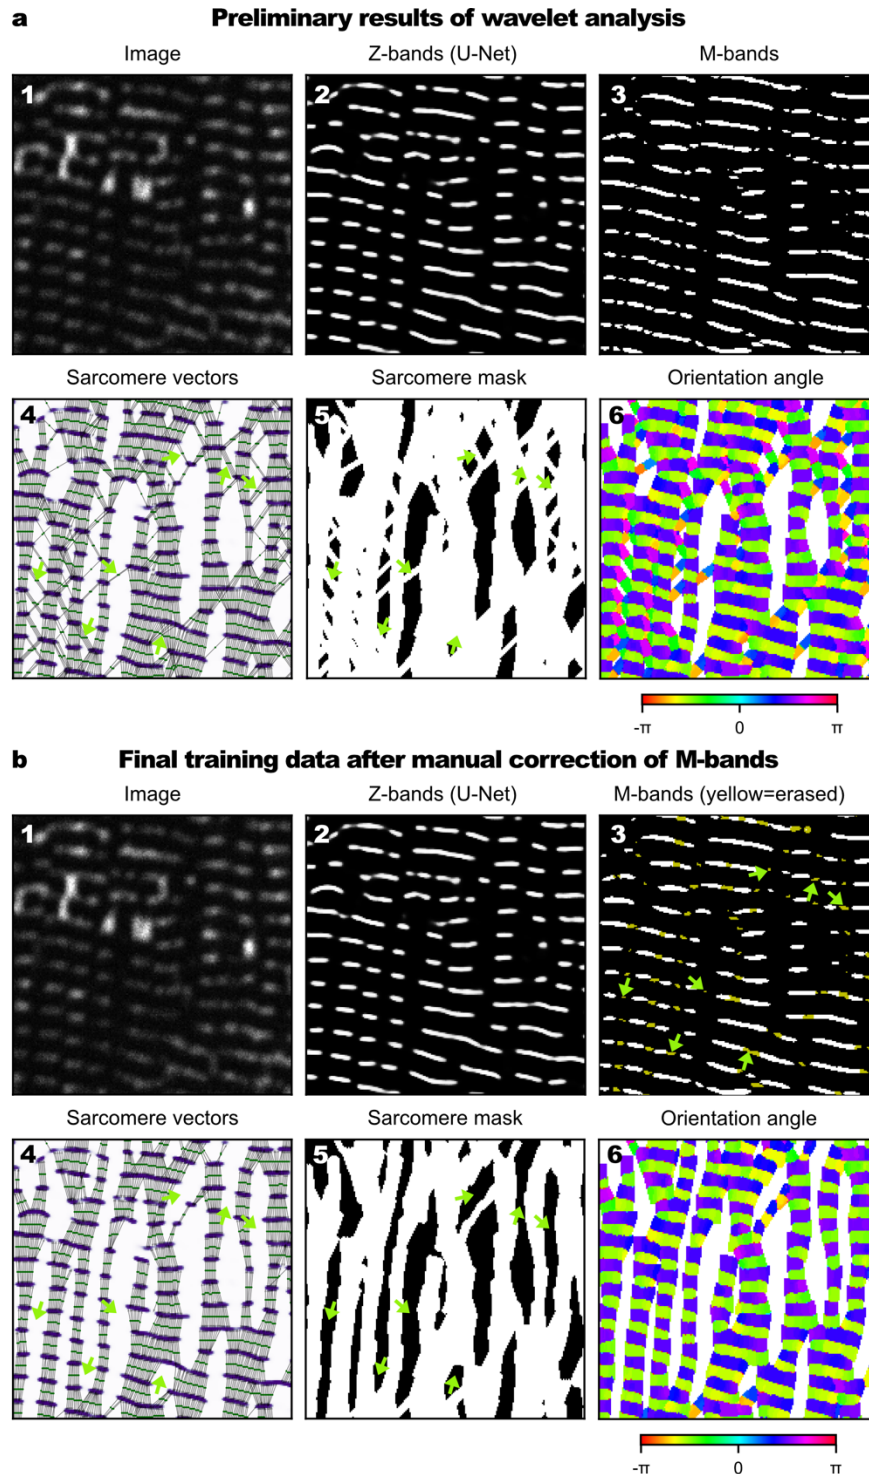 a Preliminary results of wavelet analysis
Image Z-bands (U-Net) M-bands
1 2 3
Sarcomere vectors Sarcomere mask Orientation angle
4 5 6
-π 0 π
b Final training data after manual correction of M-bands
Image Z-bands (U-Net) M-bands (yellow=erased)
1 2 3
Sarcomere vectors Sarcomere mask Orientation angle
4 5 6
-π 0 π